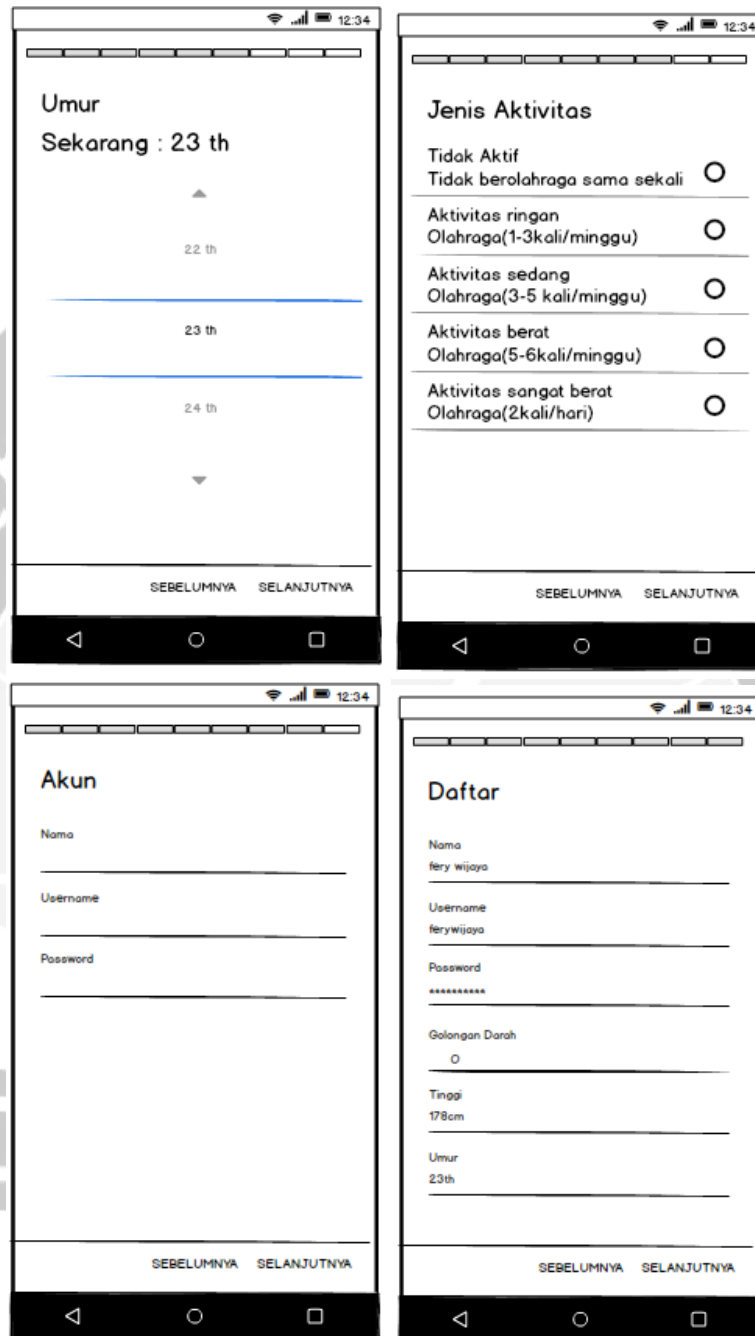 12:34
Umur
Sekarang : 23 th
22 th
23 th
24 th
SEBELUMNYA SELANJUTNYA
12:34
Jenis Aktivitas
Tidak Aktif
Tidak berolahraga sama sekali
Aktivitas ringan
Olahraga(1-3kali/minggu)
Aktivitas sedang
Olahraga(3-5 kali/minggu)
Aktivitas berat
Olahraga(5-6kali/minggu)
Aktivitas sangat berat
Olahraga(2kali/hari)
SEBELUMNYA SELANJUTNYA
12:34
Akun
Nama
Username
Password
SEBELUMNYA SELANJUTNYA
12:34
Daftar
Nama
fery wijaya
Username
ferywijaya
Password
**********
Golongan Darah
O
Tinggi
178cm
Umur
23th
SEBELUMNYA SELANJUTNYA